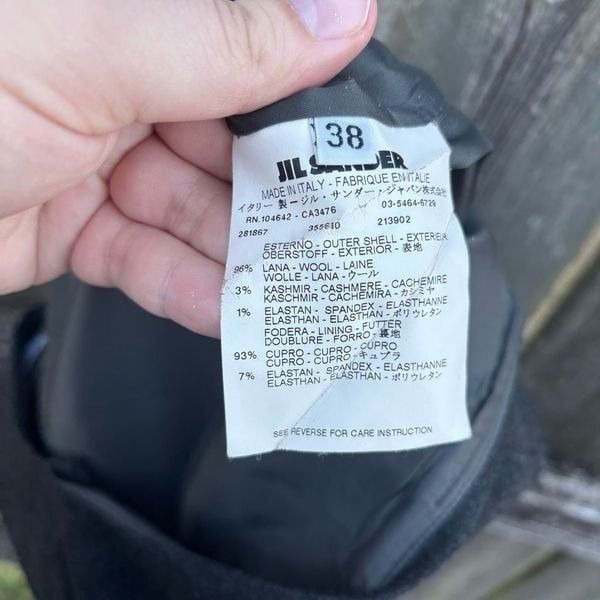 38
JIL SANDER
MADE IN ITALY - FABRIQUE EN ITALIE
イタリー製ージル・サンダー・ジャパン株式会社
RN.104642 - CA3476 03-5464-6729
281867 355610 213902
ESTERNO - OUTER SHELL - EXTERIEUR
OBERSTOFF - EXTERIOR - 表地
96% LANA - WOOL - LAINE
WOLLE - LANA - ウール
3% KASHMIR - CASHMERE - CACHEMIRE
KASCHMIR - CACHEMIRA - カシミヤ
1% ELASTAN - SPANDEX - ELASTHANNE
ELASTHAN - ELASTHAN - ポリウレタン
FODERA - LINING - FUTTER
DOUBLURE - FORRO - 裏地
93% CUPRO - CUPRO - CUPRO
CUPRO - CUPRO - キュプラ
7% ELASTAN - SPANDEX - ELASTHANNE
ELASTHAN - ELASTHAN - ポリウレタン
SEE REVERSE FOR CARE INSTRUCTION